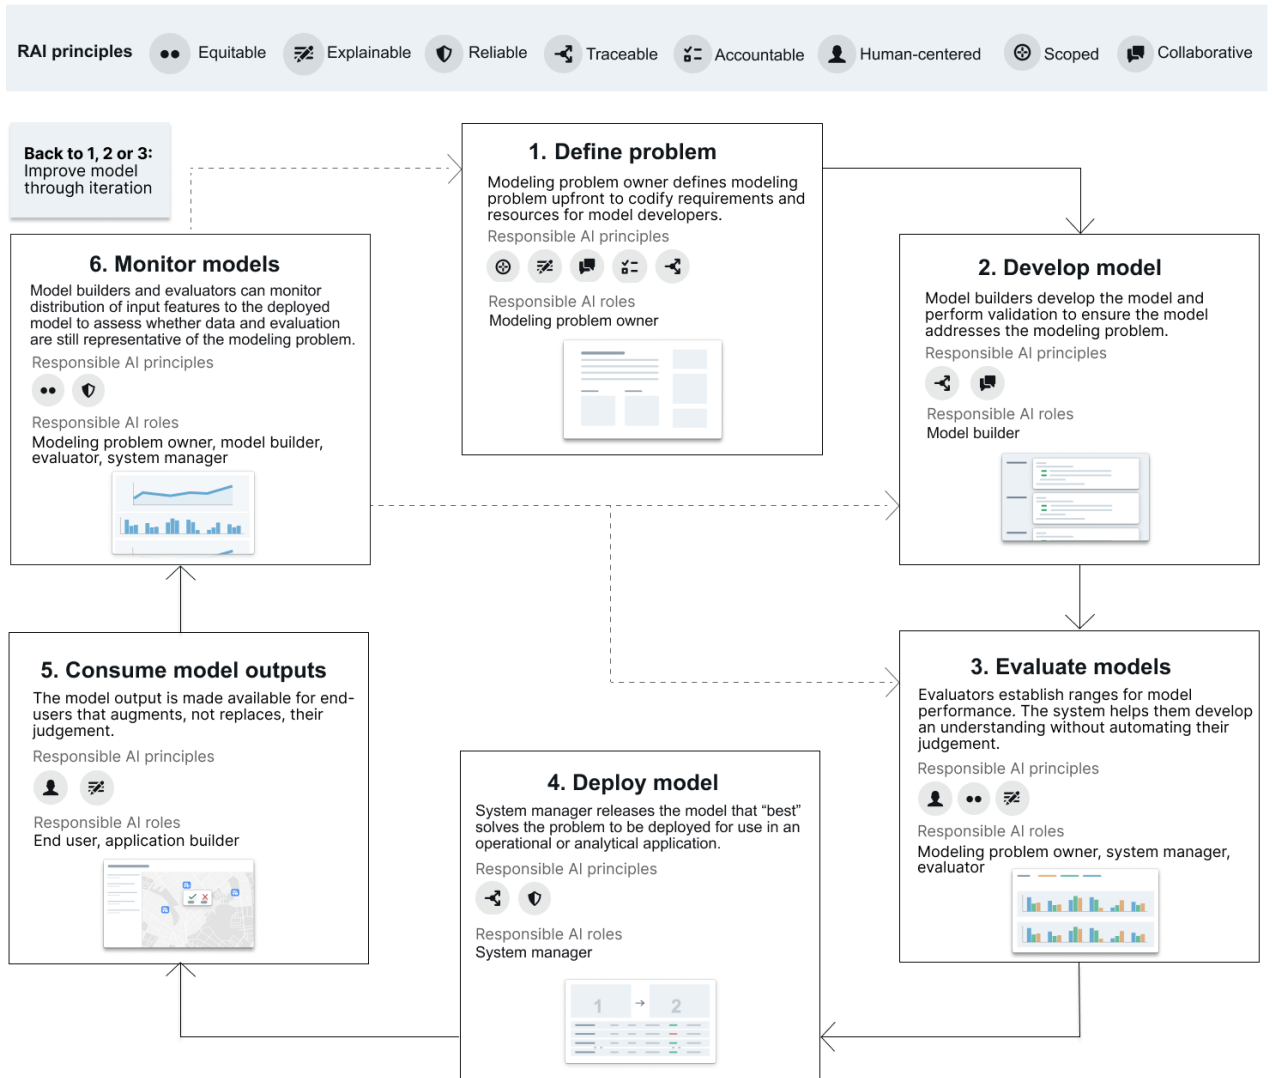 RAI principles
Equitable
Explainable
Reliable
Traceable
Accountable
Human-centered
Scoped
Collaborative
Back to 1, 2 or 3:
Improve model
through iteration
1. Define problem
Modeling problem owner defines modeling
problem upfront to codify requirements and
resources for model developers.
Responsible AI principles
Responsible AI roles
Modeling problem owner
2. Develop model
Model builders develop the model and
perform validation to ensure the model
addresses the modeling problem.
Responsible AI principles
Responsible AI roles
Model builder
3. Evaluate models
Evaluators establish ranges for model
performance. The system helps them develop
an understanding without automating their
judgement.
Responsible AI principles
Responsible AI roles
Modeling problem owner, system manager,
evaluator
4. Deploy model
System manager releases the model that “best”
solves the problem to be deployed for use in an
operational or analytical application.
Responsible AI principles
Responsible AI roles
System manager
1
2
5. Consume model outputs
The model output is made available for end-
users that augments, not replaces, their
judgement.
Responsible AI principles
Responsible AI roles
End user, application builder
6. Monitor models
Model builders and evaluators can monitor
distribution of input features to the deployed
model to assess whether data and evaluation
are still representative of the modeling problem.
Responsible AI principles
Responsible AI roles
Modeling problem owner, model builder,
evaluator, system manager